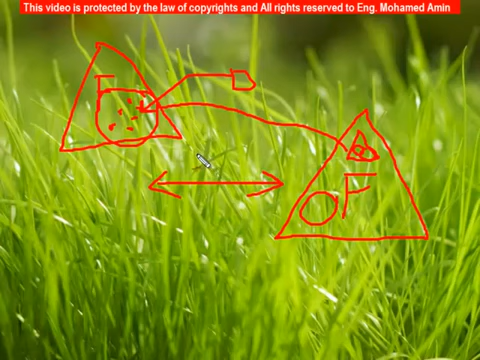 This video is protected by the law of copyrights and All rights reserved to Eng. Mohamed Amin
F
F